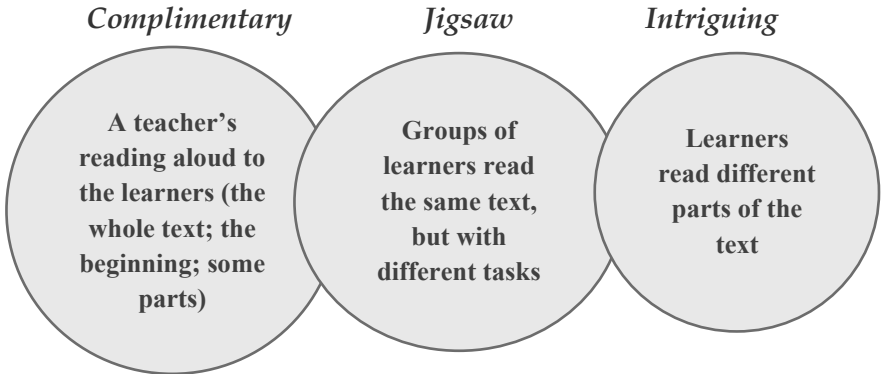 Complimentary
Jigsaw
Intriguing
A teacher's
reading aloud to
the learners (the
whole text; the
beginning; some
parts)
Groups of
learners read
the same text,
but with
different tasks
Learners
read different
parts of the
text